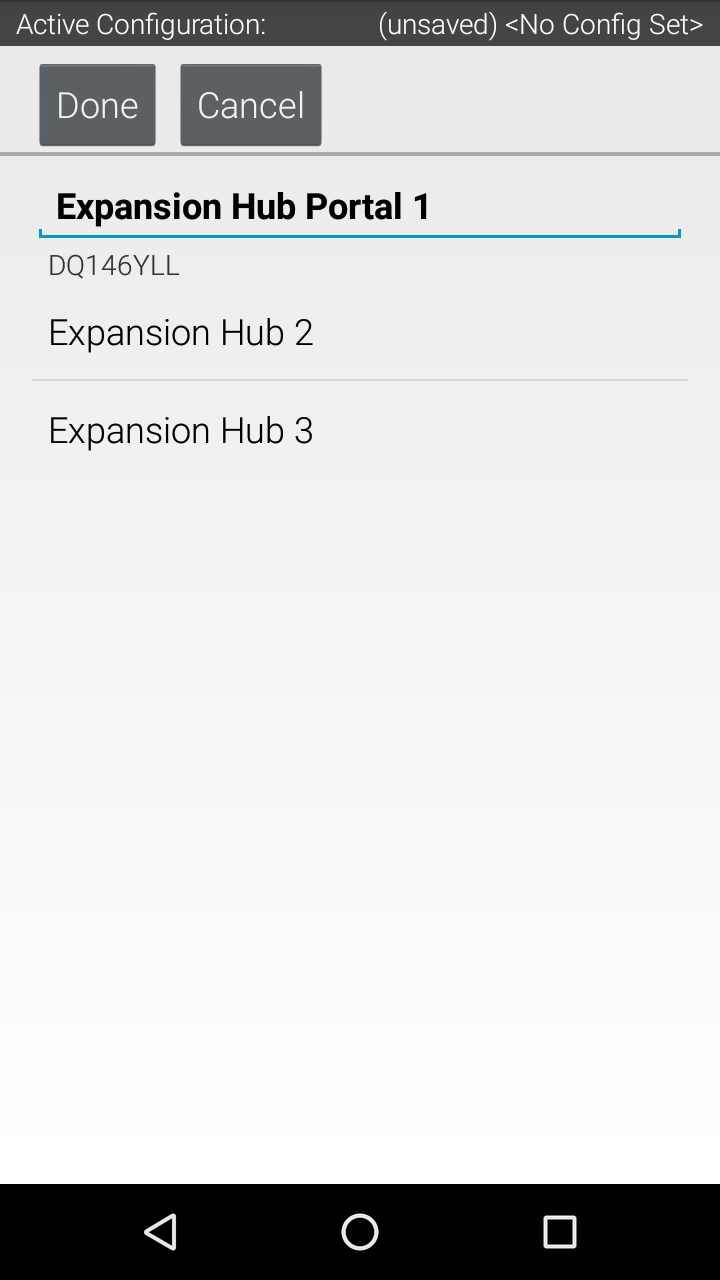 Active Configuration: (unsaved) <No Config Set>
Done Cancel
Expansion Hub Portal 1
DQ146YLL
Expansion Hub 2
Expansion Hub 3